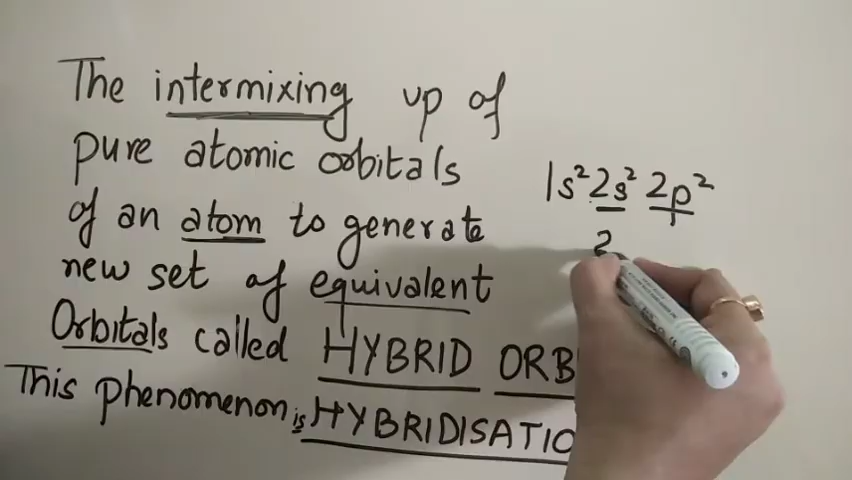 The intermixing up of
pure atomic orbitals
of an atom to generate
new set of equivalent
Orbitals called HYBRID ORB
This phenomenon is HYBRIDISATIO
1s² 2s² 2p²
2